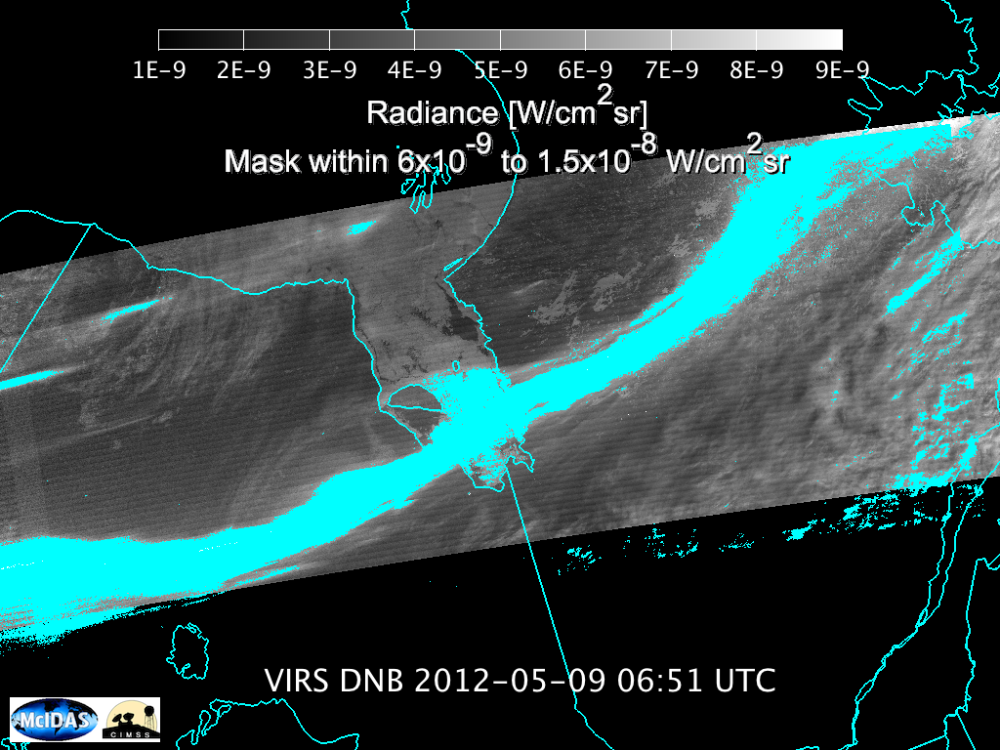 1E-9 2E-9 3E-9 4E-9 5E-9 6E-9 7E-9 8E-9 9E-9
Radiance [W/cm²sr]
Mask within 6x10⁻⁹ to 1.5x10⁻⁸ W/cm²sr
VIRS DNB 2012-05-09 06:51 UTC
McIDAS CIMSS